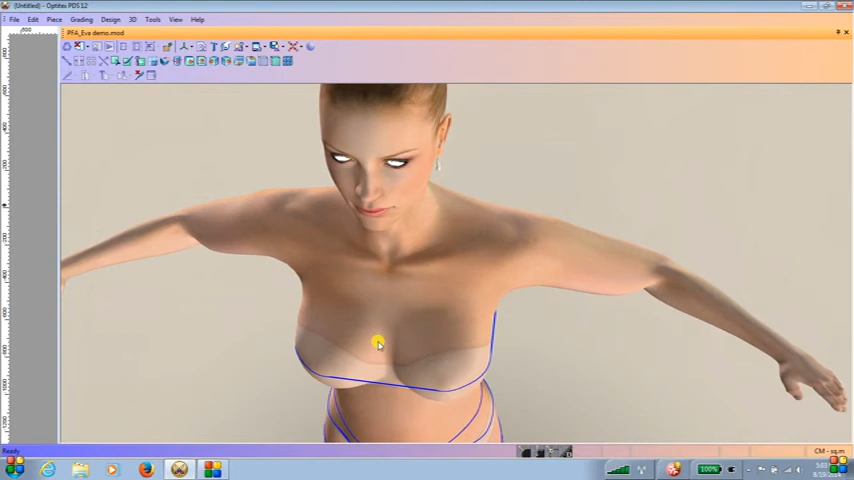 (Untitled) - Optitex PDS 12
File Edit Piece Grading Design 3D Tools View Help
PFA_Eva demo.mod
Ready
CM - sq.m
100%